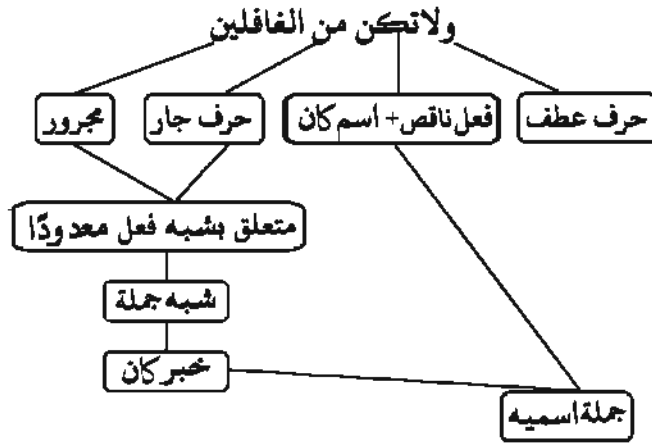 ولاتكن من الغافلين
حرف عطف
فعل ناقص + اسم كان
حرف جار
مجرور
متعلق بشبه فعل معدودًا
شبه جملة
خبر كان
جملة اسميه